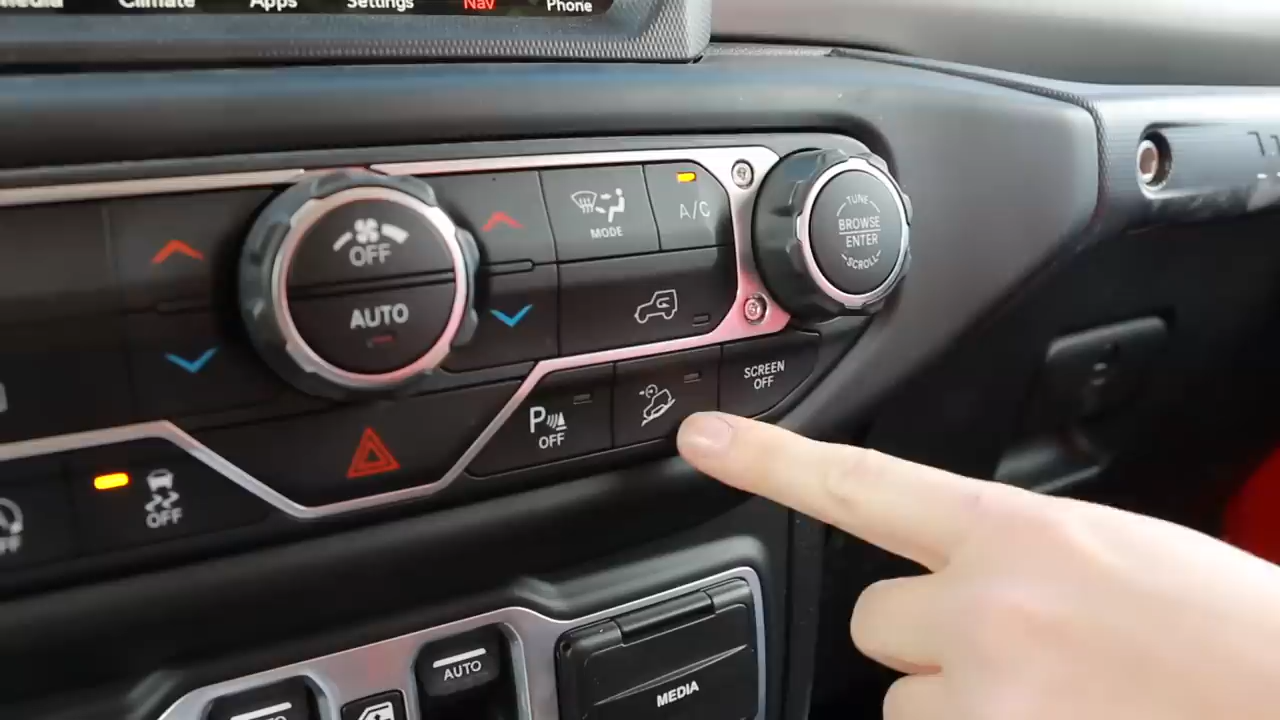 Media Climate Apps Settings Nav Phone
OFF
AUTO
MODE
A/C
TUNE
BROWSE
ENTER
SCROLL
SCREEN
OFF
P
OFF
OFF
AUTO
MEDIA